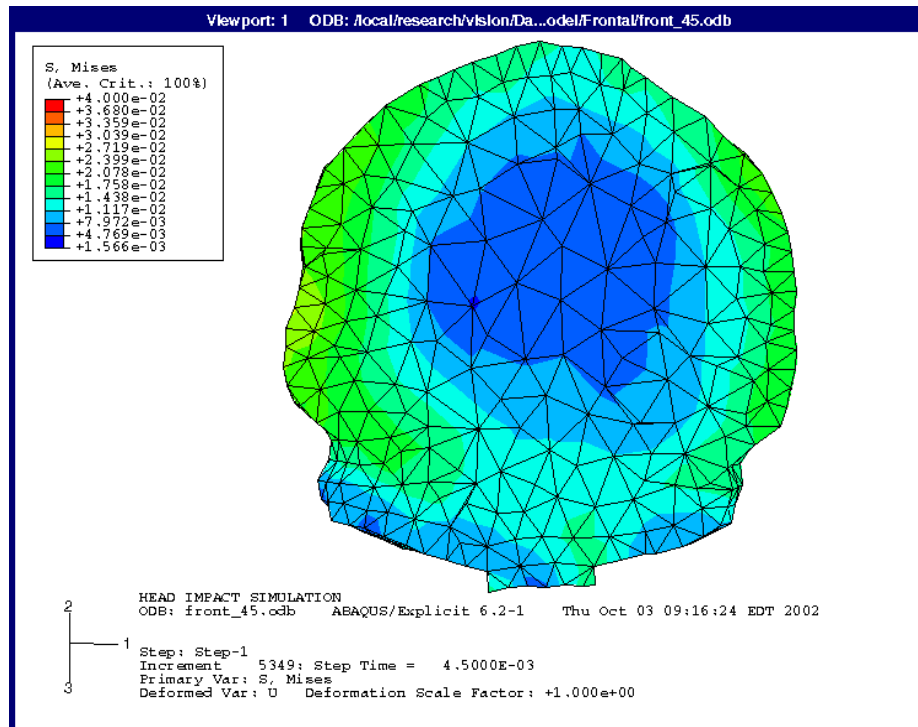 Viewport: 1 ODB: /local/research/vision/Da...odel/Frontal/front_45.odb
S, Mises
(Ave. Crit.: 100%)
+4.000e-02
+3.680e-02
+3.359e-02
+3.039e-02
+2.719e-02
+2.399e-02
+2.078e-02
+1.758e-02
+1.438e-02
+1.117e-02
+7.972e-03
+4.769e-03
+1.566e-03
HEAD IMPACT SIMULATION
ODB: front_45.odb ABAQUS/Explicit 6.2-1 Thu Oct 03 09:16:24 EDT 2002
2
1
3
Step: Step-1
Increment 5349: Step Time = 4.5000E-03
Primary Var: S, Mises
Deformed Var: U Deformation Scale Factor: +1.000e+00